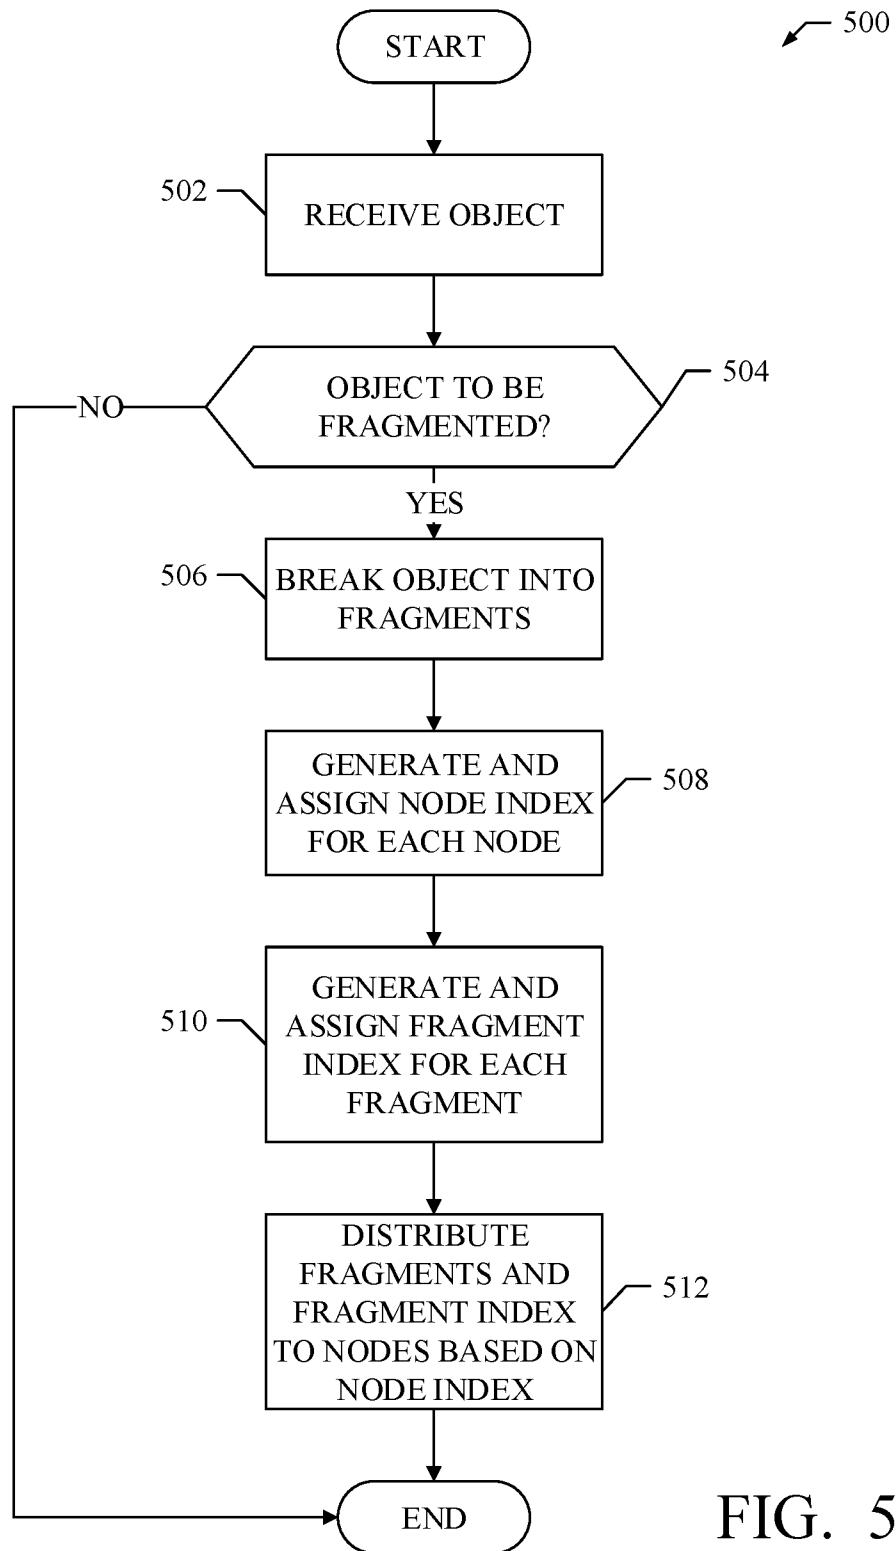 500
START
502
RECEIVE OBJECT
OBJECT TO BE
FRAGMENTED?
504
NO
YES
506
BREAK OBJECT INTO
FRAGMENTS
GENERATE AND
ASSIGN NODE INDEX
FOR EACH NODE
508
510
GENERATE AND
ASSIGN FRAGMENT
INDEX FOR EACH
FRAGMENT
DISTRIBUTE
FRAGMENTS AND
FRAGMENT INDEX
TO NODES BASED ON
NODE INDEX
512
END
FIG. 5